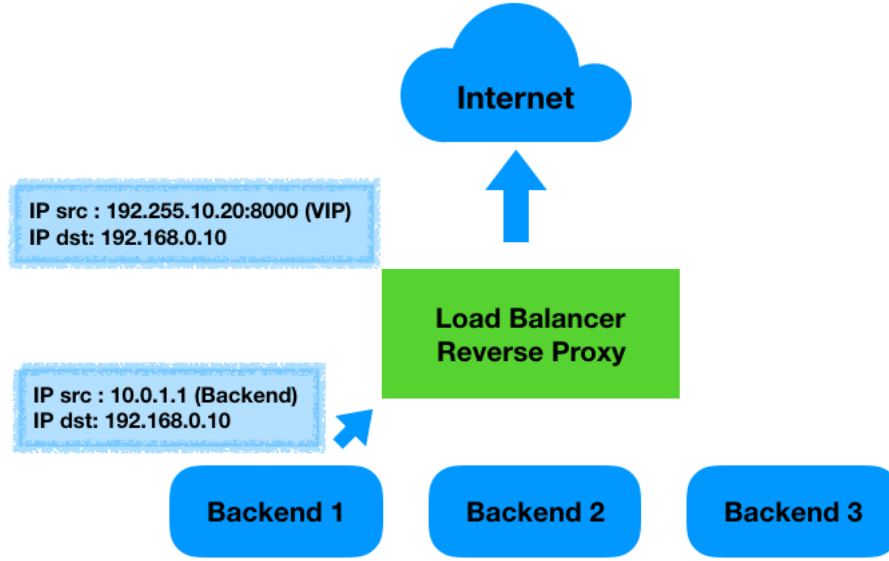 Internet
IP src : 192.255.10.20:8000 (VIP)
IP dst: 192.168.0.10
Load Balancer
Reverse Proxy
IP src : 10.0.1.1 (Backend)
IP dst: 192.168.0.10
Backend 1
Backend 2
Backend 3